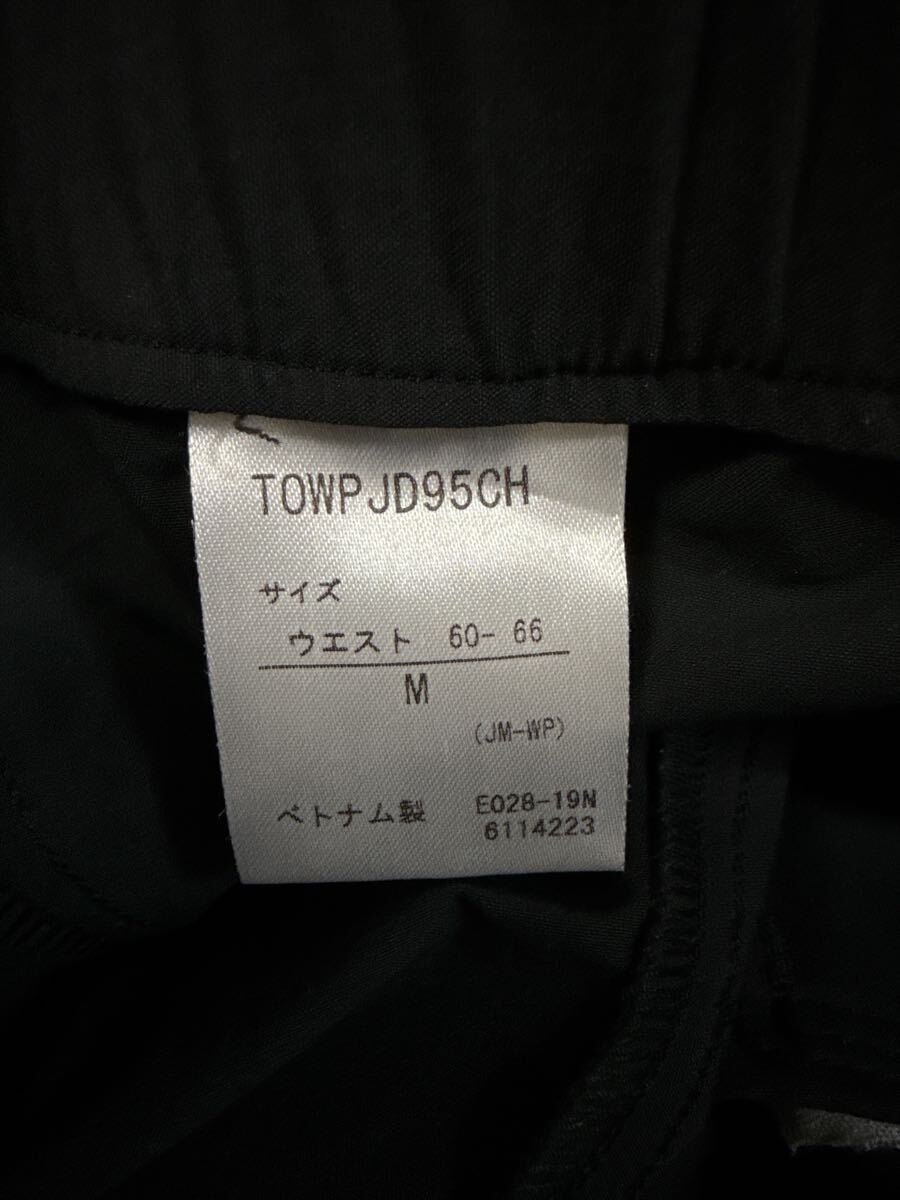 TOWPJD95CH
サイズ
ウエスト 60- 66
M
(JM-WP)
ベトナム製 E028-19N
6114223